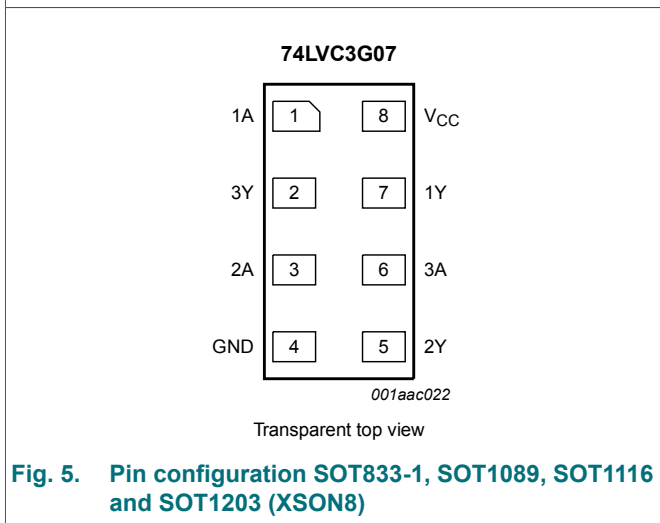 74LVC3G07
1A 1 8 VCC
3Y 2 7 1Y
2A 3 6 3A
GND 4 5 2Y
001aac022
Transparent top view
Fig. 5. Pin configuration SOT833-1, SOT1089, SOT1116
and SOT1203 (XSON8)